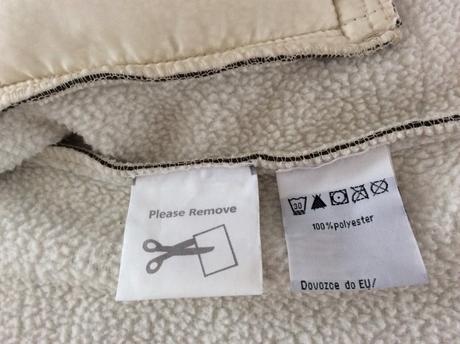 Please Remove
30
100%polyester
Dovozce do EU/